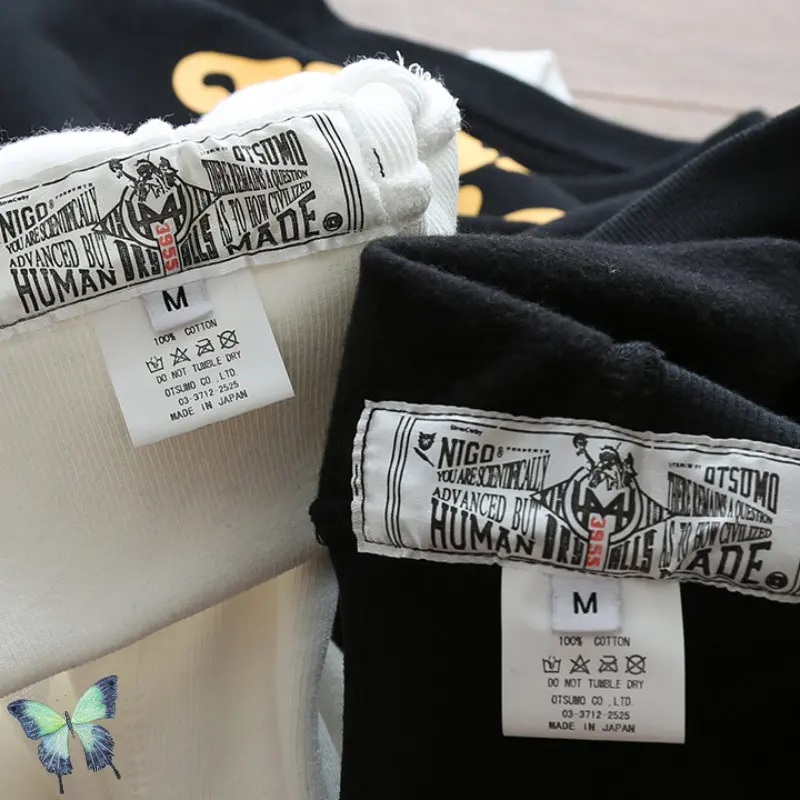 NIGO® PRESENTS
YOU ARE SCIENTIFICALLY
ADVANCED BUT
HUMAN
3955
DRY ALLS
OTSUMO
THERE REMAINS A QUESTION
AS TO HOW CIVILIZED
MADE
M
100% COTTON
DO NOT TUMBLE DRY
OTSUMO CO.,LTD.
03-3712-2525
MADE IN JAPAN
NIGO® PRESENTS
YOU ARE SCIENTIFICALLY
ADVANCED BUT
HUMAN
3955
DRY ALLS
OTSUMO
THERE REMAINS A QUESTION
AS TO HOW CIVILIZED
MADE
M
100% COTTON
DO NOT TUMBLE DRY
OTSUMO CO.,LTD.
03-3712-2525
MADE IN JAPAN